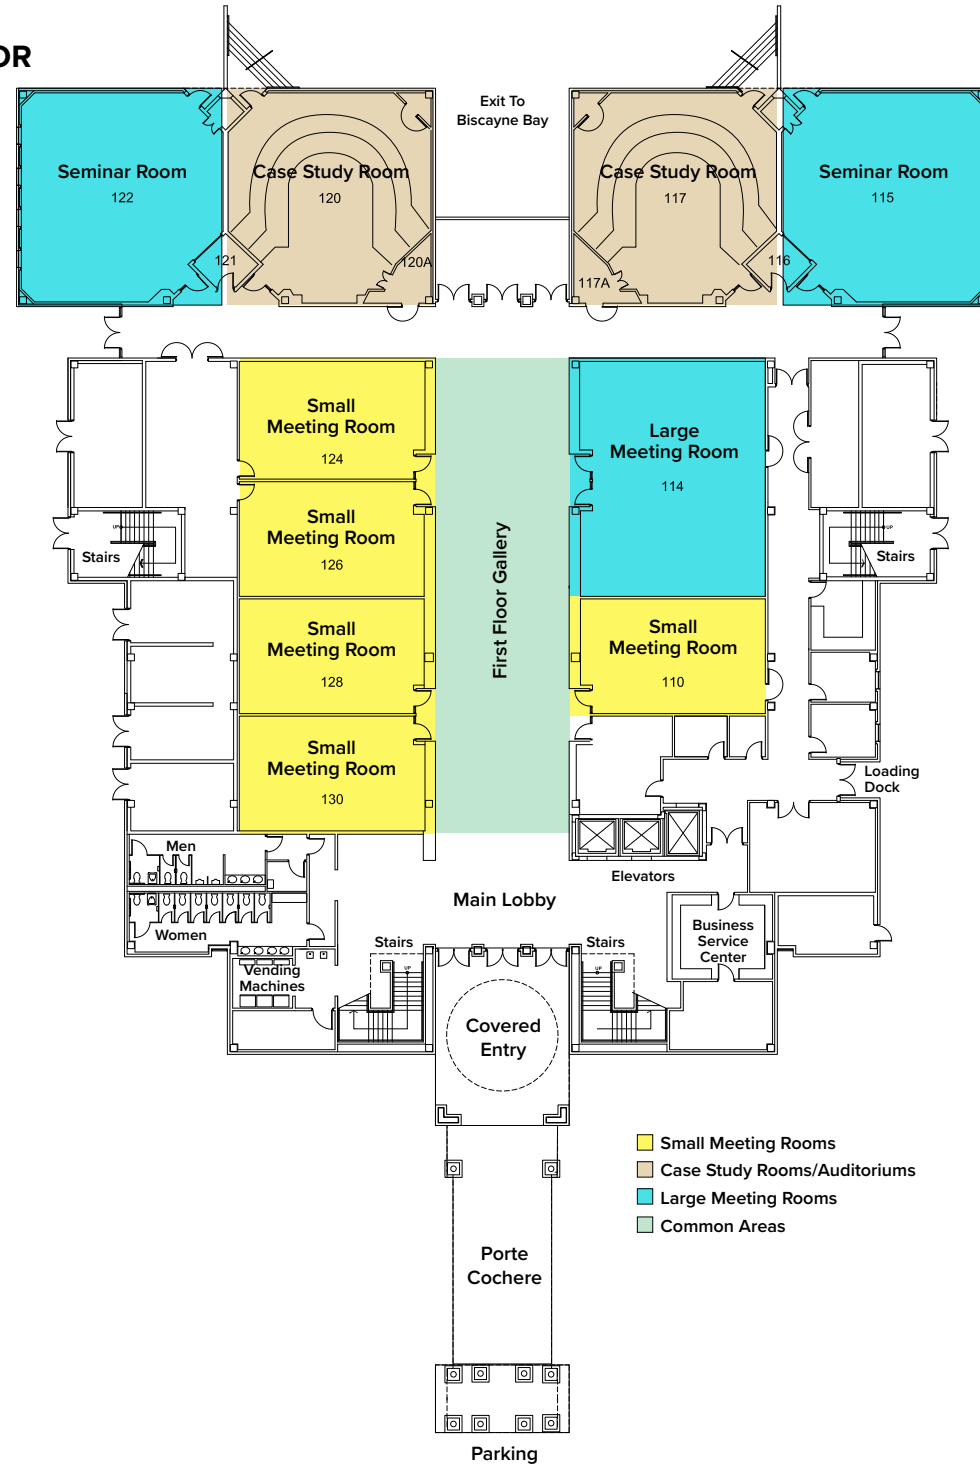 OR
Exit To
Biscayne Bay
Seminar Room
122
Case Study Room
120
Case Study Room
117
Seminar Room
115
121
120A
117A
116
Small
Meeting Room
124
Large
Meeting Room
114
Small
Meeting Room
126
First Floor Gallery
UP
Stairs
UP
Stairs
Small
Meeting Room
128
Small
Meeting Room
110
Small
Meeting Room
130
Loading
Dock
Men
Elevators
Main Lobby
Women
Business
Service
Center
Stairs
Stairs
UP
UP
Vending
Machines
Covered
Entry
Small Meeting Rooms
Case Study Rooms/Auditoriums
Large Meeting Rooms
Common Areas
Porte
Cochere
Parking